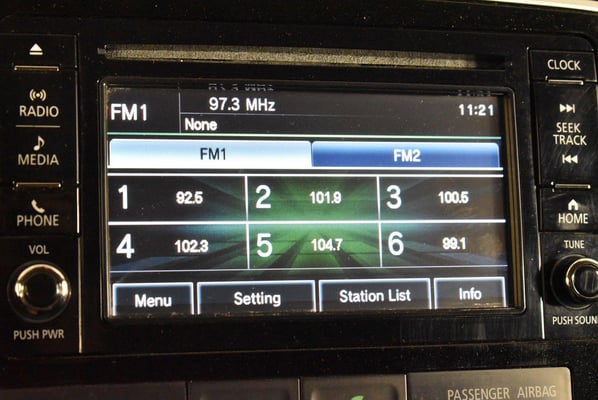 CLOCK
FM1 97.3 MHz 11:21
None
RADIO
MEDIA
PHONE
VOL
PUSH PWR
FM1 FM2
1 92.5 2 101.9 3 100.5
4 102.3 5 104.7 6 99.1
Menu Setting Station List Info
SEEK
TRACK
HOME
TUNE
PUSH SOUN
PASSENGER AIRBAG